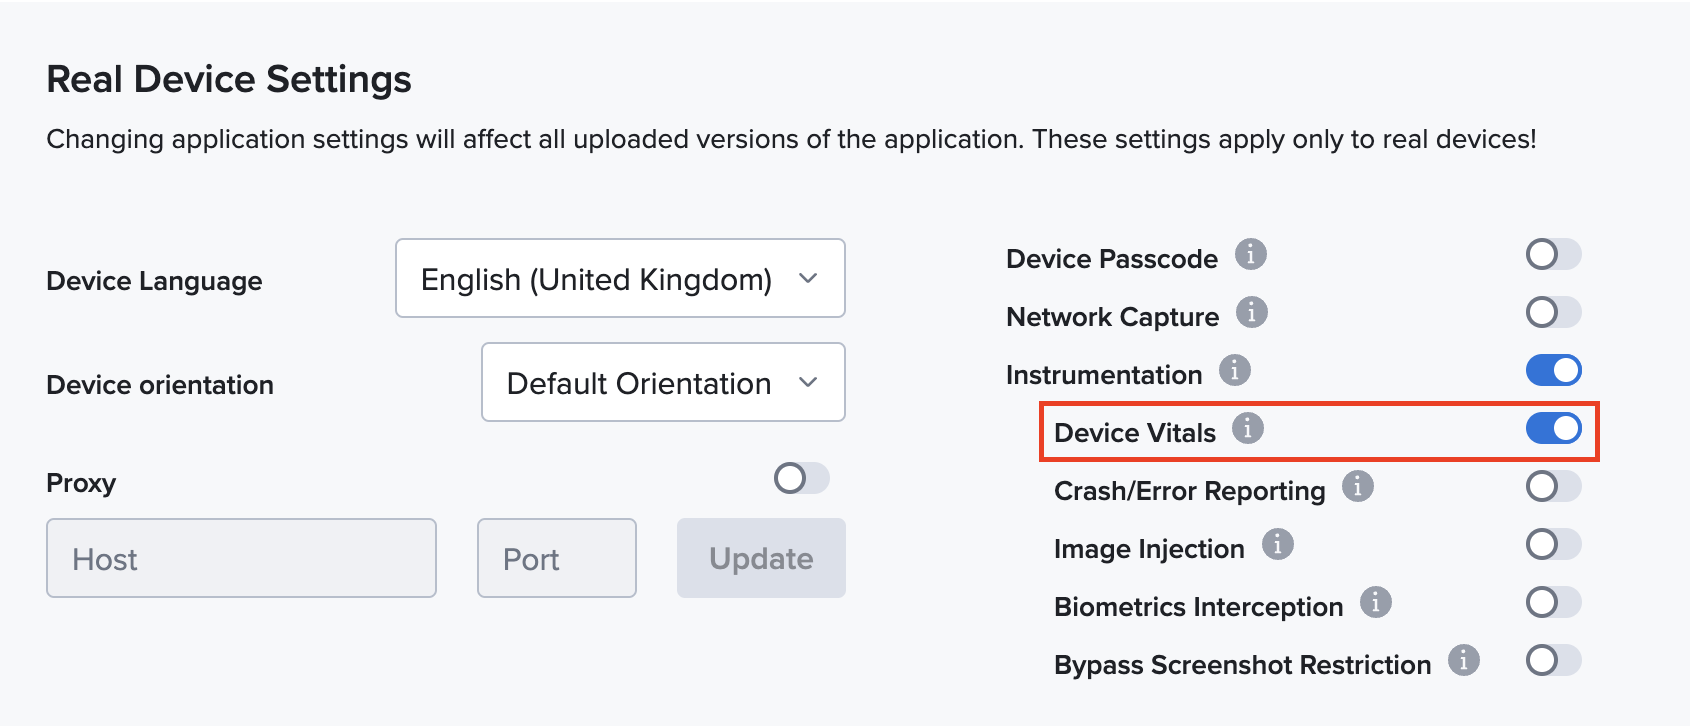 Real Device Settings
Changing application settings will affect all uploaded versions of the application. These settings apply only to real devices!
Device Language
English (United Kingdom)
Device orientation
Default Orientation
Proxy
Host
Port
Update
Device Passcode
Network Capture
Instrumentation
Device Vitals
Crash/Error Reporting
Image Injection
Biometrics Interception
Bypass Screenshot Restriction